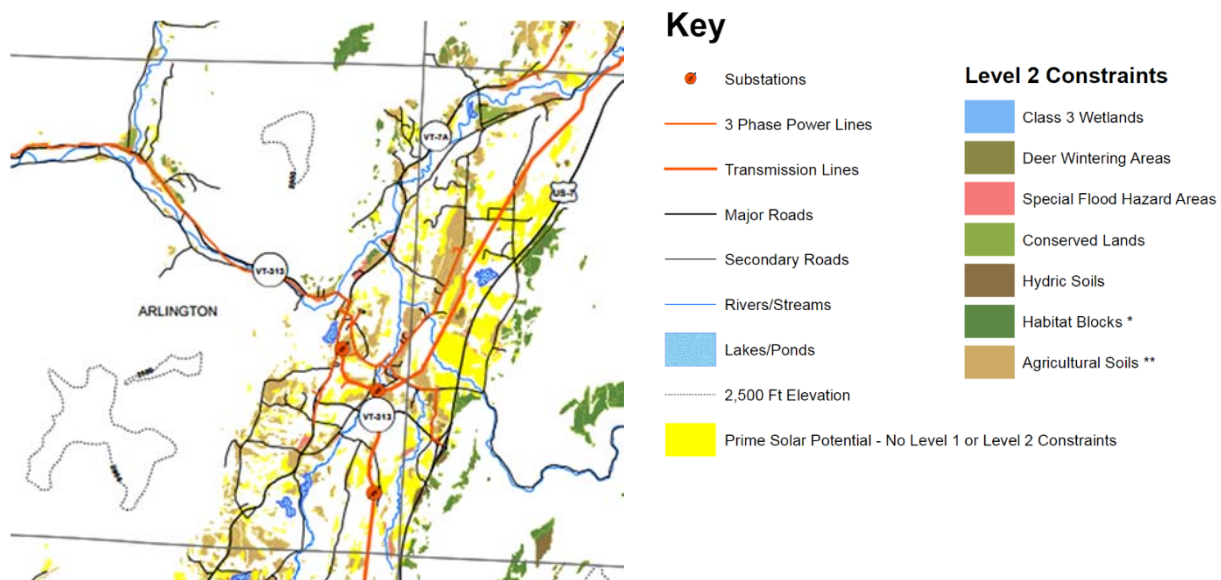 VT-7A
2500
US-7
VT-313
ARLINGTON
2500
VT-313
Key
Substations
3 Phase Power Lines
Transmission Lines
Major Roads
Secondary Roads
Rivers/Streams
Lakes/Ponds
2,500 Ft Elevation
Prime Solar Potential - No Level 1 or Level 2 Constraints
Level 2 Constraints
Class 3 Wetlands
Deer Wintering Areas
Special Flood Hazard Areas
Conserved Lands
Hydric Soils
Habitat Blocks *
Agricultural Soils **